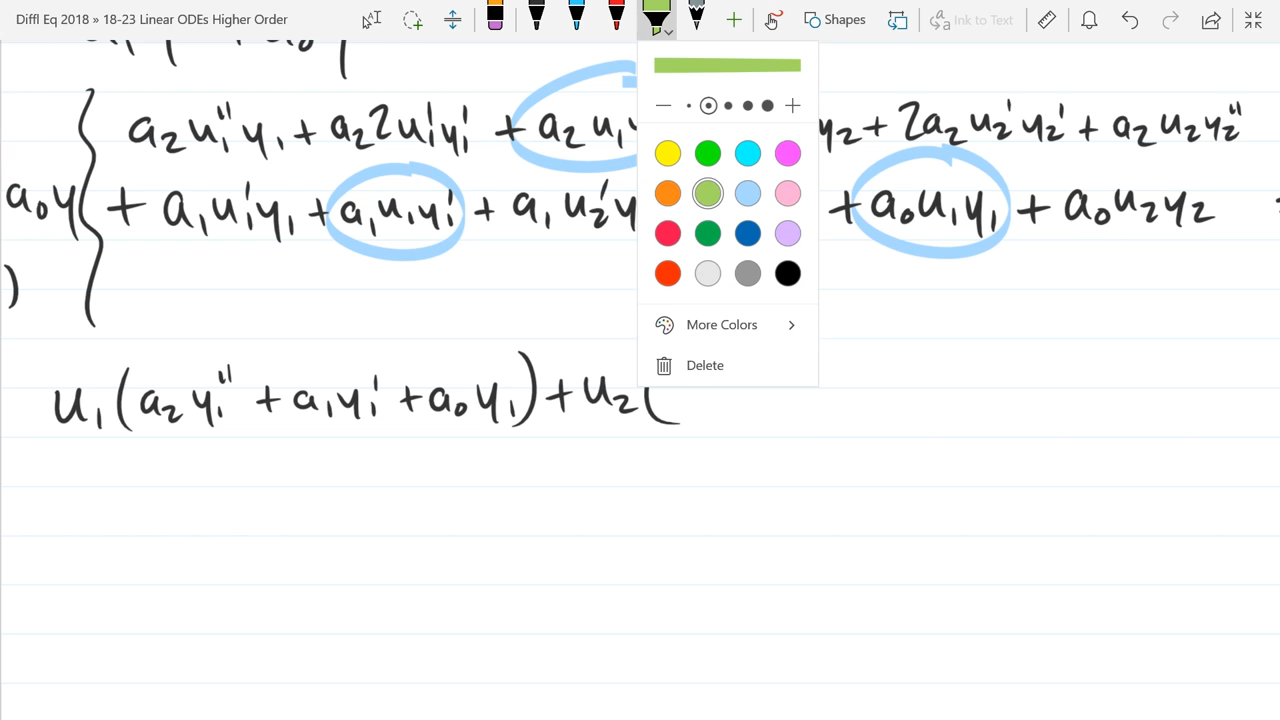 Diffl Eq 2018 » 18-23 Linear ODEs Higher Order
Shapes
Ink to Text
a₂u₁''y₁ + a₂2u₁'y₁' + a₂u₁y
y₂ + 2a₂u₂'y₂' + a₂u₂y₂''
a₀y { + a₁u₁'y₁ + a₁u₁y₁' + a₁u₂'y
+ a₀u₁y₁ + a₀u₂y₂
)
More Colors
Delete
u₁(a₂y₁'' + a₁y₁' + a₀y₁) + u₂(